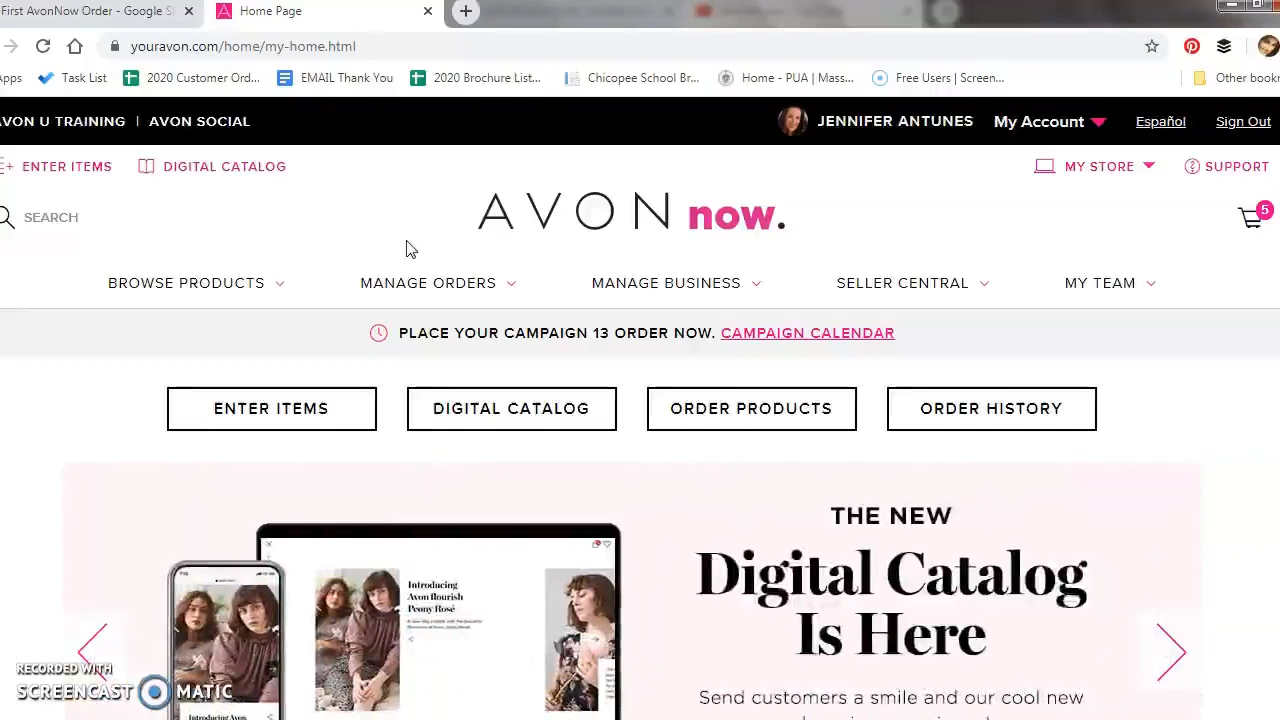 First AvonNow Order - Google S
Home Page
youravon.com/home/my-home.html
Apps
Task List
2020 Customer Ord...
EMAIL Thank You
2020 Brochure List...
Chicopee School Br...
Home - PUA | Mass...
Free Users | Screen...
Other book
AVON U TRAINING | AVON SOCIAL
JENNIFER ANTUNES
My Account
Español
Sign Out
ENTER ITEMS
DIGITAL CATALOG
MY STORE
SUPPORT
SEARCH
AVON now.
5
BROWSE PRODUCTS
MANAGE ORDERS
MANAGE BUSINESS
SELLER CENTRAL
MY TEAM
PLACE YOUR CAMPAIGN 13 ORDER NOW. CAMPAIGN CALENDAR
ENTER ITEMS
DIGITAL CATALOG
ORDER PRODUCTS
ORDER HISTORY
Introducing
Avon flourish
Peony Rosé
Introducing Avon
THE NEW
Digital Catalog
Is Here
Send customers a smile and our cool new
RECORDED WITH
SCREENCAST MATIC